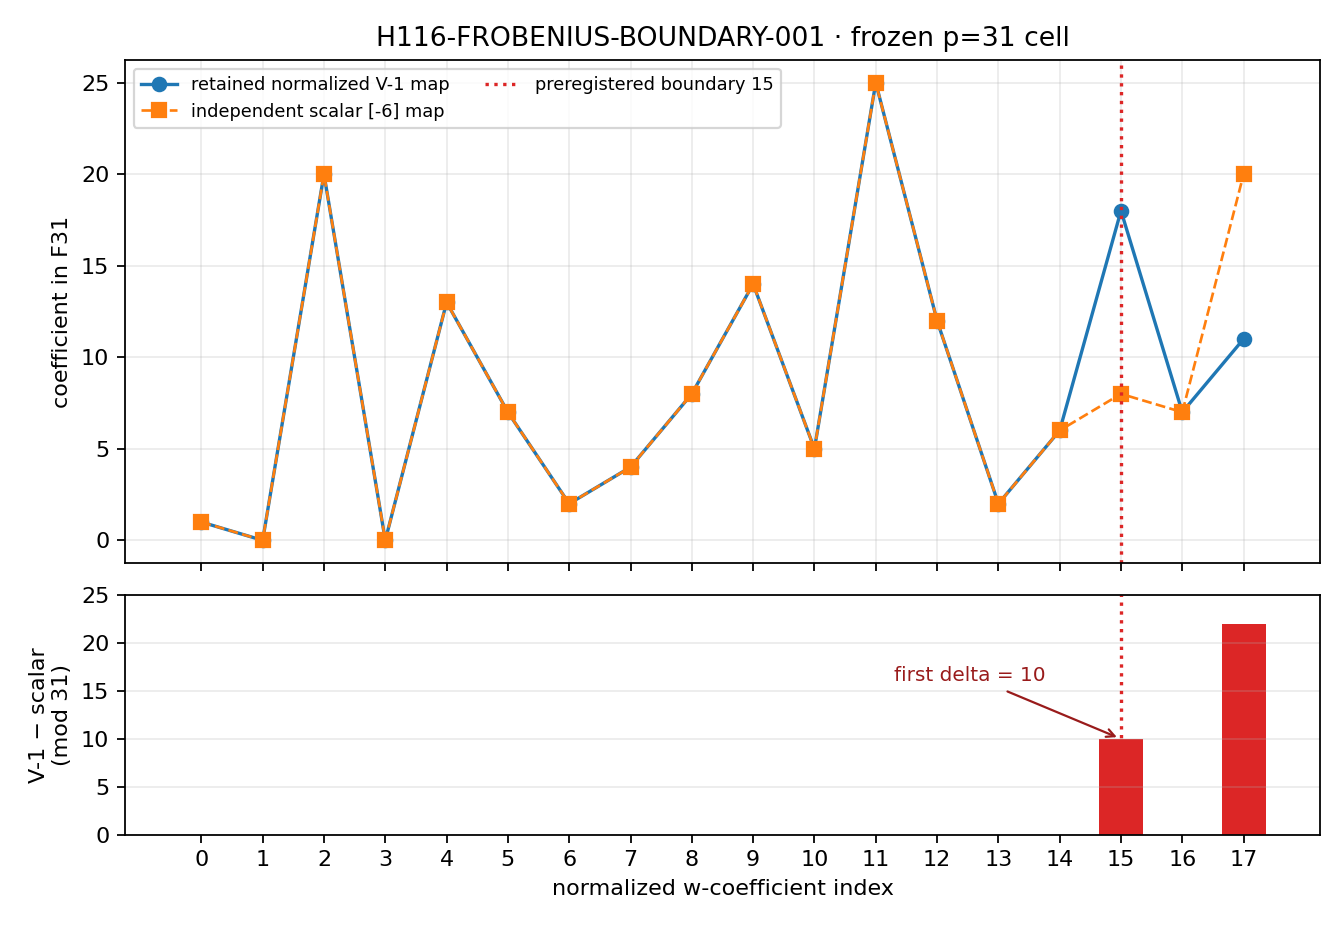 H116-FROBENIUS-BOUNDARY-001 · frozen p=31 cell
retained normalized V-1 map
independent scalar [-6] map
preregistered boundary 15
coefficient in F31
25
20
15
10
5
0
V-1 − scalar
(mod 31)
25
20
15
10
5
0
first delta = 10
0 1 2 3 4 5 6 7 8 9 10 11 12 13 14 15 16 17
normalized w-coefficient index